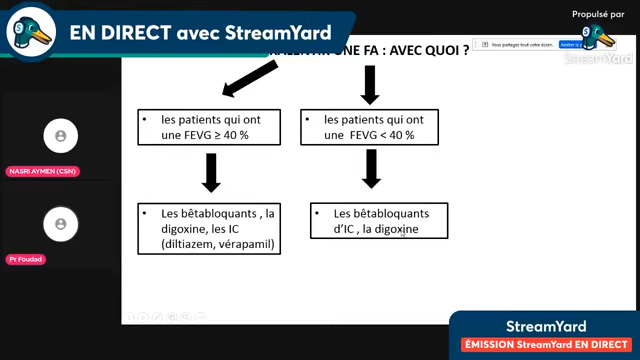 EN DIRECT avec StreamYard
Propulsé par
StreamYard
RALENTIR UNE FA : AVEC QUOI ?
• les patients qui ont
une FEVG ≥ 40 %
• les patients qui ont
une FEVG < 40 %
• Les bêtabloquants , la
digoxine, les IC
(diltiazem, vérapamil)
• Les bêtabloquants
d’IC , la digoxine
NASRI AYMEN (CSN)
Pr Foudad
StreamYard
ÉMISSION StreamYard EN DIRECT